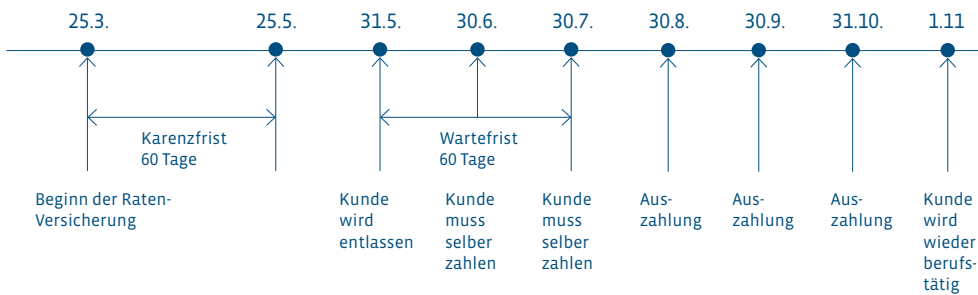 25.3. 25.5. 31.5. 30.6. 30.7. 30.8. 30.9. 31.10. 1.11
Karenzfrist
60 Tage
Wartefrist
60 Tage
Beginn der Raten-
Versicherung
Kunde
wird
entlassen
Kunde
muss
selber
zahlen
Kunde
muss
selber
zahlen
Aus-
zahlung
Aus-
zahlung
Aus-
zahlung
Kunde
wird
wieder
berufs-
tätig